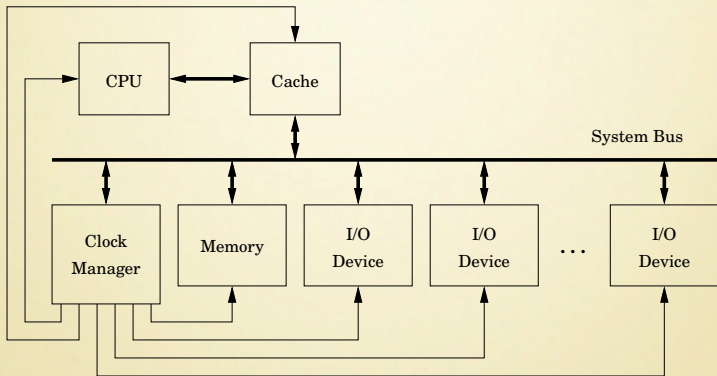 CPU
Cache
System Bus
Clock
Manager
Memory
I/O
Device
I/O
Device
...
I/O
Device